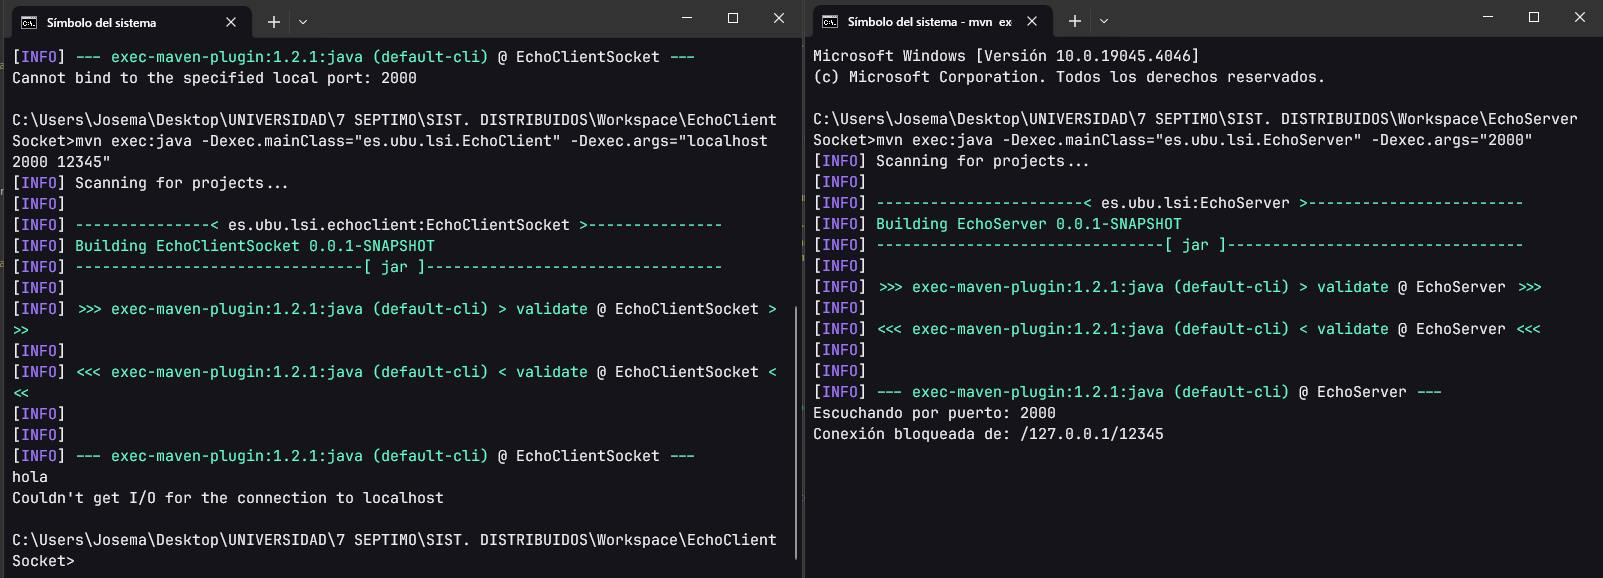 Símbolo del sistema
[INFO] --- exec-maven-plugin:1.2.1:java (default-cli) @ EchoClientSocket ---
Cannot bind to the specified local port: 2000
C:\Users\Josema\Desktop\UNIVERSIDAD\7 SEPTIMO\SIST. DISTRIBUIDOS\Workspace\EchoClient
Socket>mvn exec:java -Dexec.mainClass="es.ubu.lsi.EchoClient" -Dexec.args="localhost
2000 12345"
[INFO] Scanning for projects...
[INFO]
[INFO] ---------------< es.ubu.lsi.echoclient:EchoClientSocket >---------------
[INFO] Building EchoClientSocket 0.0.1-SNAPSHOT
[INFO] --------------------------------[ jar ]---------------------------------
[INFO]
[INFO] >>> exec-maven-plugin:1.2.1:java (default-cli) > validate @ EchoClientSocket >
>>
[INFO]
[INFO] <<< exec-maven-plugin:1.2.1:java (default-cli) < validate @ EchoClientSocket <
<<
[INFO]
[INFO]
[INFO] --- exec-maven-plugin:1.2.1:java (default-cli) @ EchoClientSocket ---
hola
Couldn't get I/O for the connection to localhost
C:\Users\Josema\Desktop\UNIVERSIDAD\7 SEPTIMO\SIST. DISTRIBUIDOS\Workspace\EchoClient
Socket>
Símbolo del sistema - mvn exe
Microsoft Windows [Versión 10.0.19045.4046]
(c) Microsoft Corporation. Todos los derechos reservados.
C:\Users\Josema\Desktop\UNIVERSIDAD\7 SEPTIMO\SIST. DISTRIBUIDOS\Workspace\EchoServer
Socket>mvn exec:java -Dexec.mainClass="es.ubu.lsi.EchoServer" -Dexec.args="2000"
[INFO] Scanning for projects...
[INFO]
[INFO] -----------------------< es.ubu.lsi:EchoServer >------------------------
[INFO] Building EchoServer 0.0.1-SNAPSHOT
[INFO] --------------------------------[ jar ]---------------------------------
[INFO]
[INFO] >>> exec-maven-plugin:1.2.1:java (default-cli) > validate @ EchoServer >>>
[INFO]
[INFO] <<< exec-maven-plugin:1.2.1:java (default-cli) < validate @ EchoServer <<<
[INFO]
[INFO]
[INFO] --- exec-maven-plugin:1.2.1:java (default-cli) @ EchoServer ---
Escuchando por puerto: 2000
Conexión bloqueada de: /127.0.0.1/12345